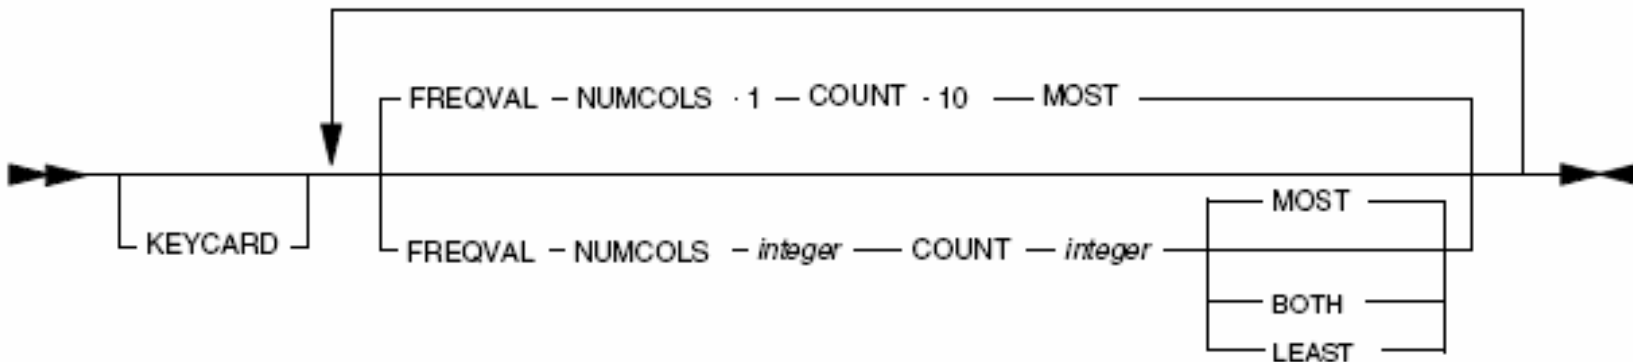 FREQVAL NUMCOLS 1 COUNT 10 MOST
MOST
KEYCARD
FREQVAL NUMCOLS integer COUNT integer
BOTH
LEAST